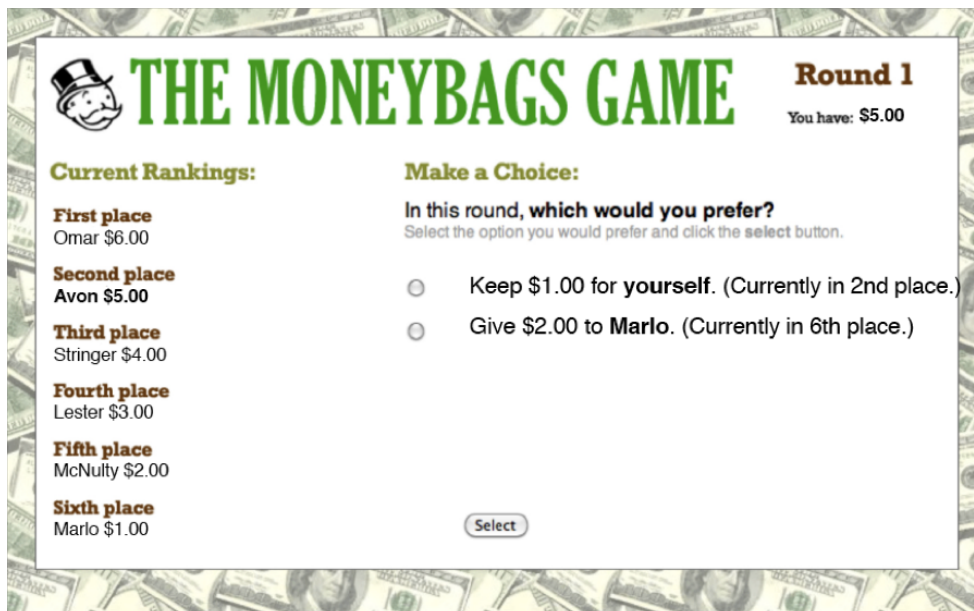 THE MONEYBAGS GAME
Round 1
You have: $5.00
Current Rankings:
First place
Omar $6.00
Second place
Avon $5.00
Third place
Stringer $4.00
Fourth place
Lester $3.00
Fifth place
McNulty $2.00
Sixth place
Marlo $1.00
Make a Choice:
In this round, which would you prefer?
Select the option you would prefer and click the select button.
Keep $1.00 for yourself. (Currently in 2nd place.)
Give $2.00 to Marlo. (Currently in 6th place.)
Select